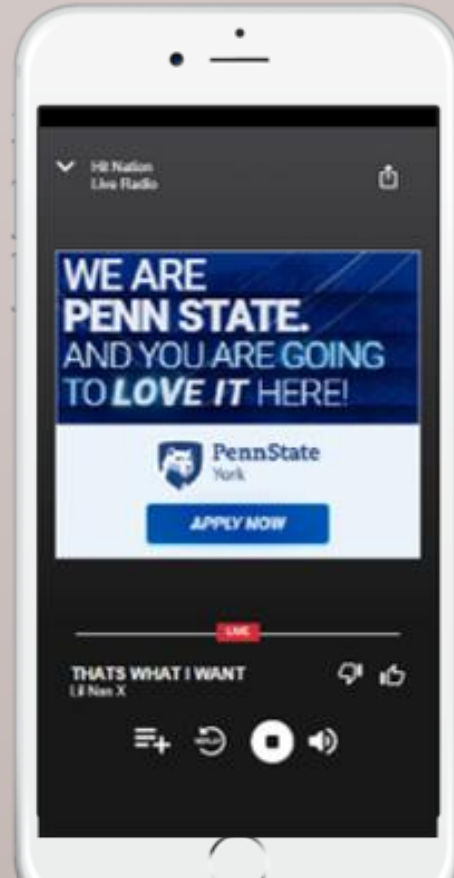 Hit Nation
Live Radio
WE ARE
PENN STATE.
AND YOU ARE GOING
TO LOVE IT HERE!
PennState
York
APPLY NOW
LIVE
THATS WHAT I WANT
Lil Nas X
REPLAY